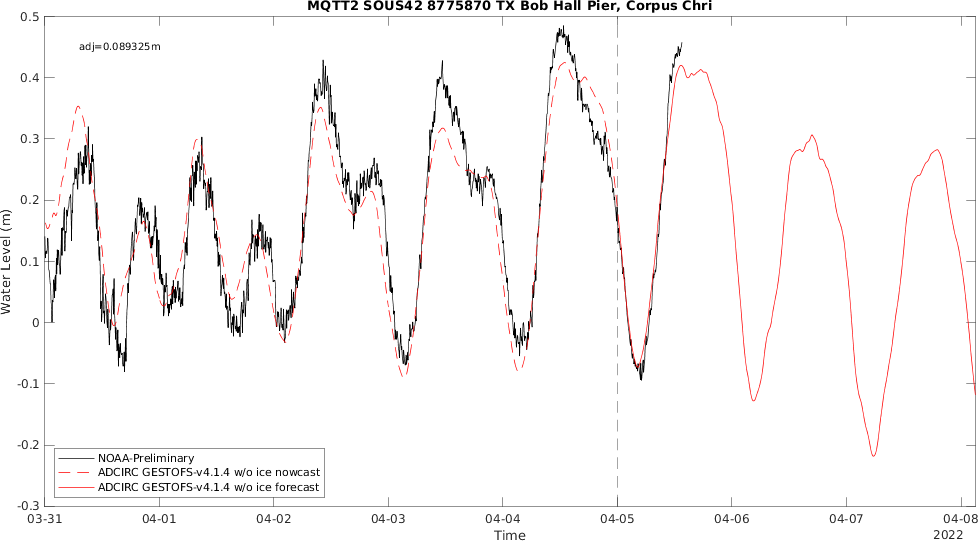 MQTT2 SOUS42 8775870 TX Bob Hall Pier, Corpus Chri
adj=0.089325m
0.5
0.4
0.3
0.2
0.1
0
-0.1
-0.2
-0.3
Water Level (m)
NOAA-Preliminary
ADCIRC GESTOFS-v4.1.4 w/o ice nowcast
ADCIRC GESTOFS-v4.1.4 w/o ice forecast
03-31 04-01 04-02 04-03 04-04 04-05 04-06 04-07 04-08
Time
2022